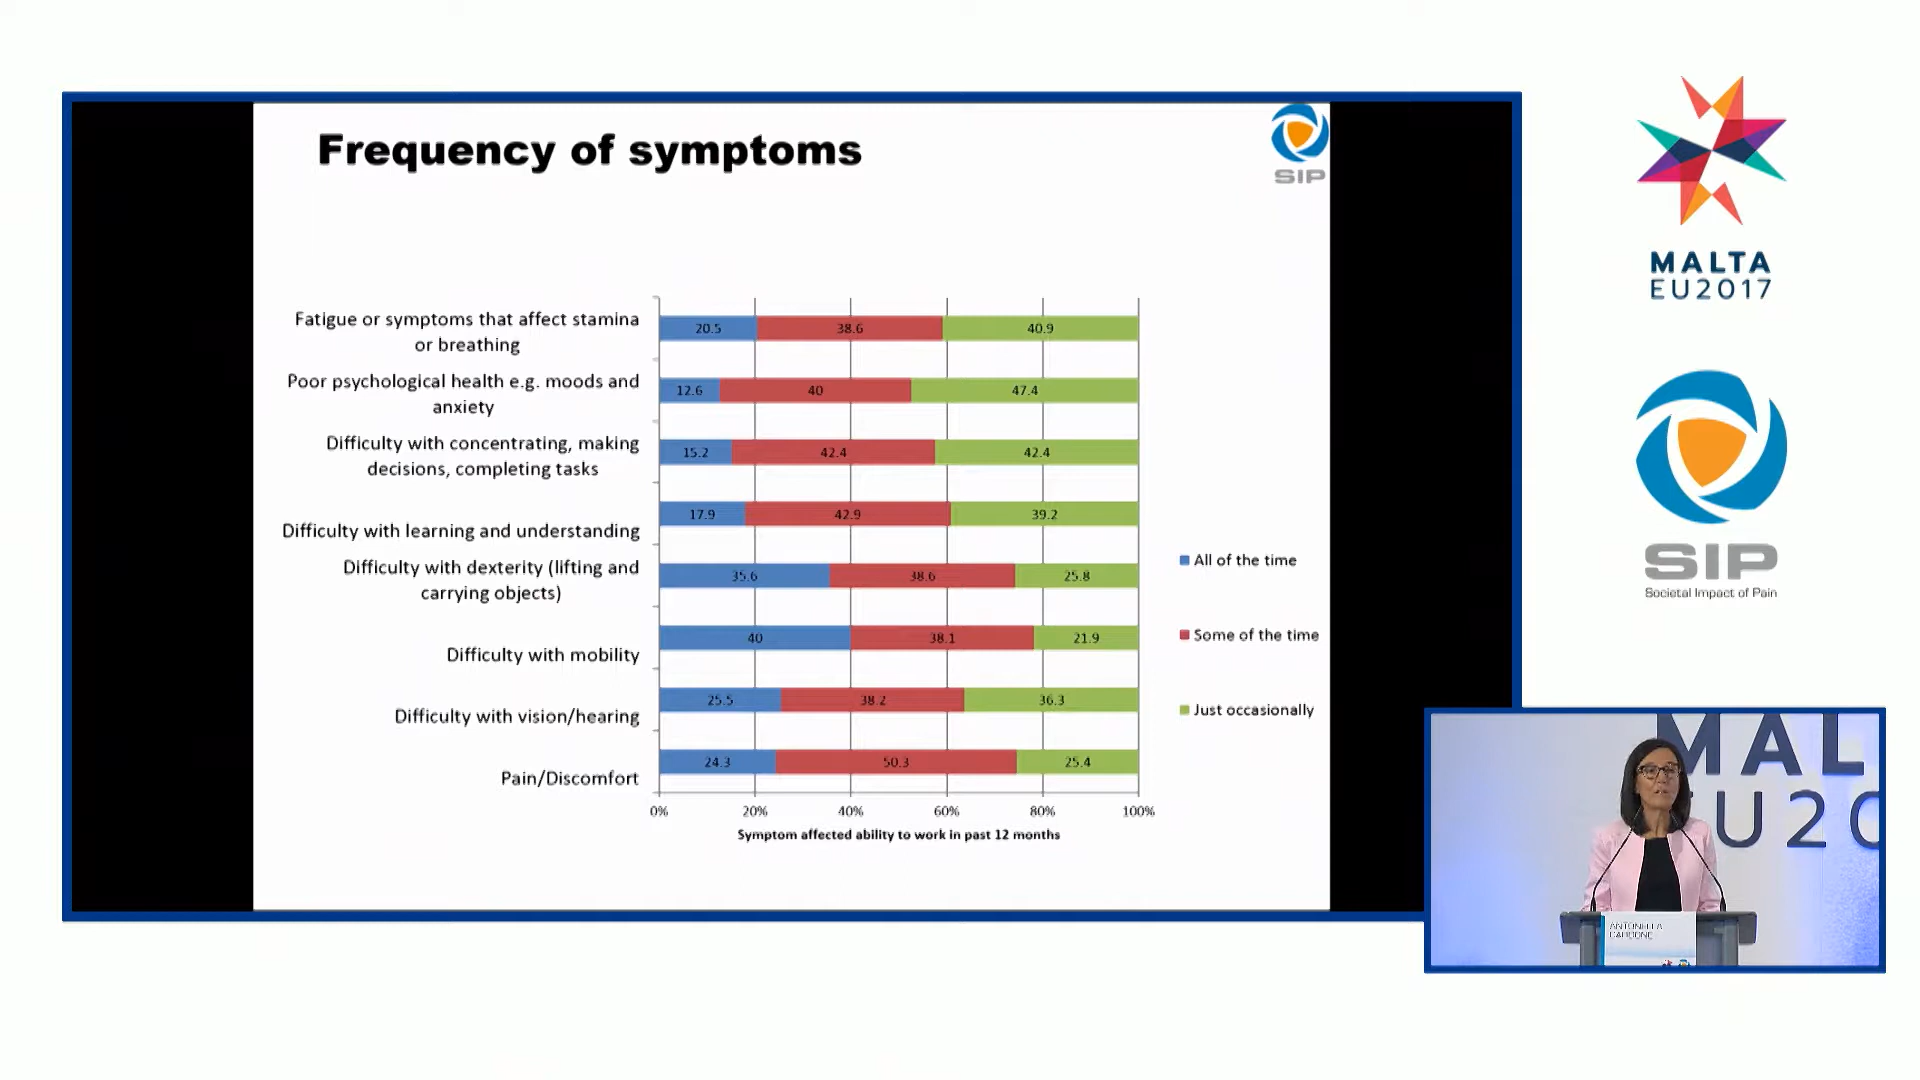 Frequency of symptoms
SIP
Fatigue or symptoms that affect stamina
or breathing
20.5 38.6 40.9
Poor psychological health e.g. moods and
anxiety
12.6 40 47.4
Difficulty with concentrating, making
decisions, completing tasks
15.2 42.4 42.4
Difficulty with learning and understanding
17.9 42.9 39.2
Difficulty with dexterity (lifting and
carrying objects)
35.6 38.6 25.8
Difficulty with mobility
40 38.1 21.9
Difficulty with vision/hearing
25.5 38.2 36.3
Pain/Discomfort
24.3 50.3 25.4
0% 20% 40% 60% 80% 100%
Symptom affected ability to work in past 12 months
All of the time
Some of the time
Just occasionally
MALTA
EU2017
SIP
Societal Impact of Pain
MAL
EU20
ANTONELLA
CARDONE